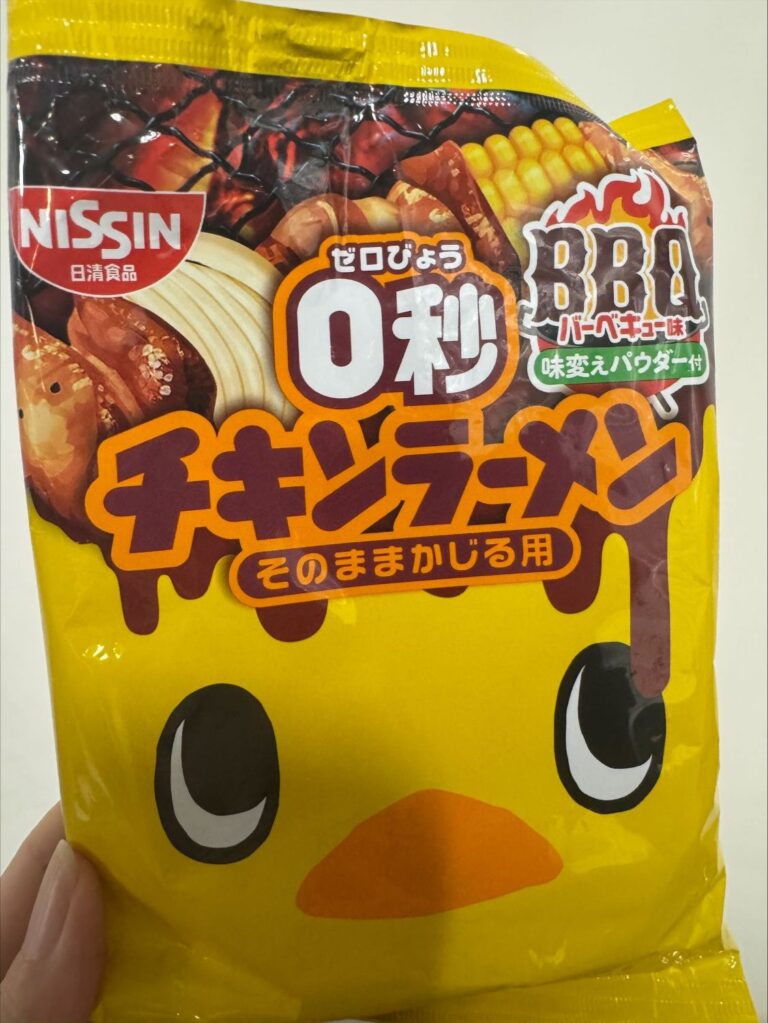 NISSIN
日清食品
ゼロびょう
0秒
BBQ
バーベキュー味
味変えパウダー付
チキンラーメン
そのままかじる用